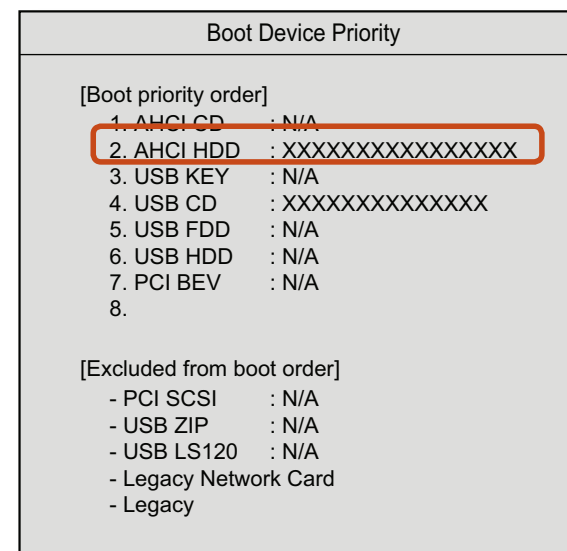 Boot Device Priority
[Boot priority order]
1. AHCI CD : N/A
2. AHCI HDD : XXXXXXXXXXXXXXXX
3. USB KEY : N/A
4. USB CD : XXXXXXXXXXXXXX
5. USB FDD : N/A
6. USB HDD : N/A
7. PCI BEV : N/A
8.
[Excluded from boot order]
- PCI SCSI : N/A
- USB ZIP : N/A
- USB LS120 : N/A
- Legacy Network Card
- Legacy